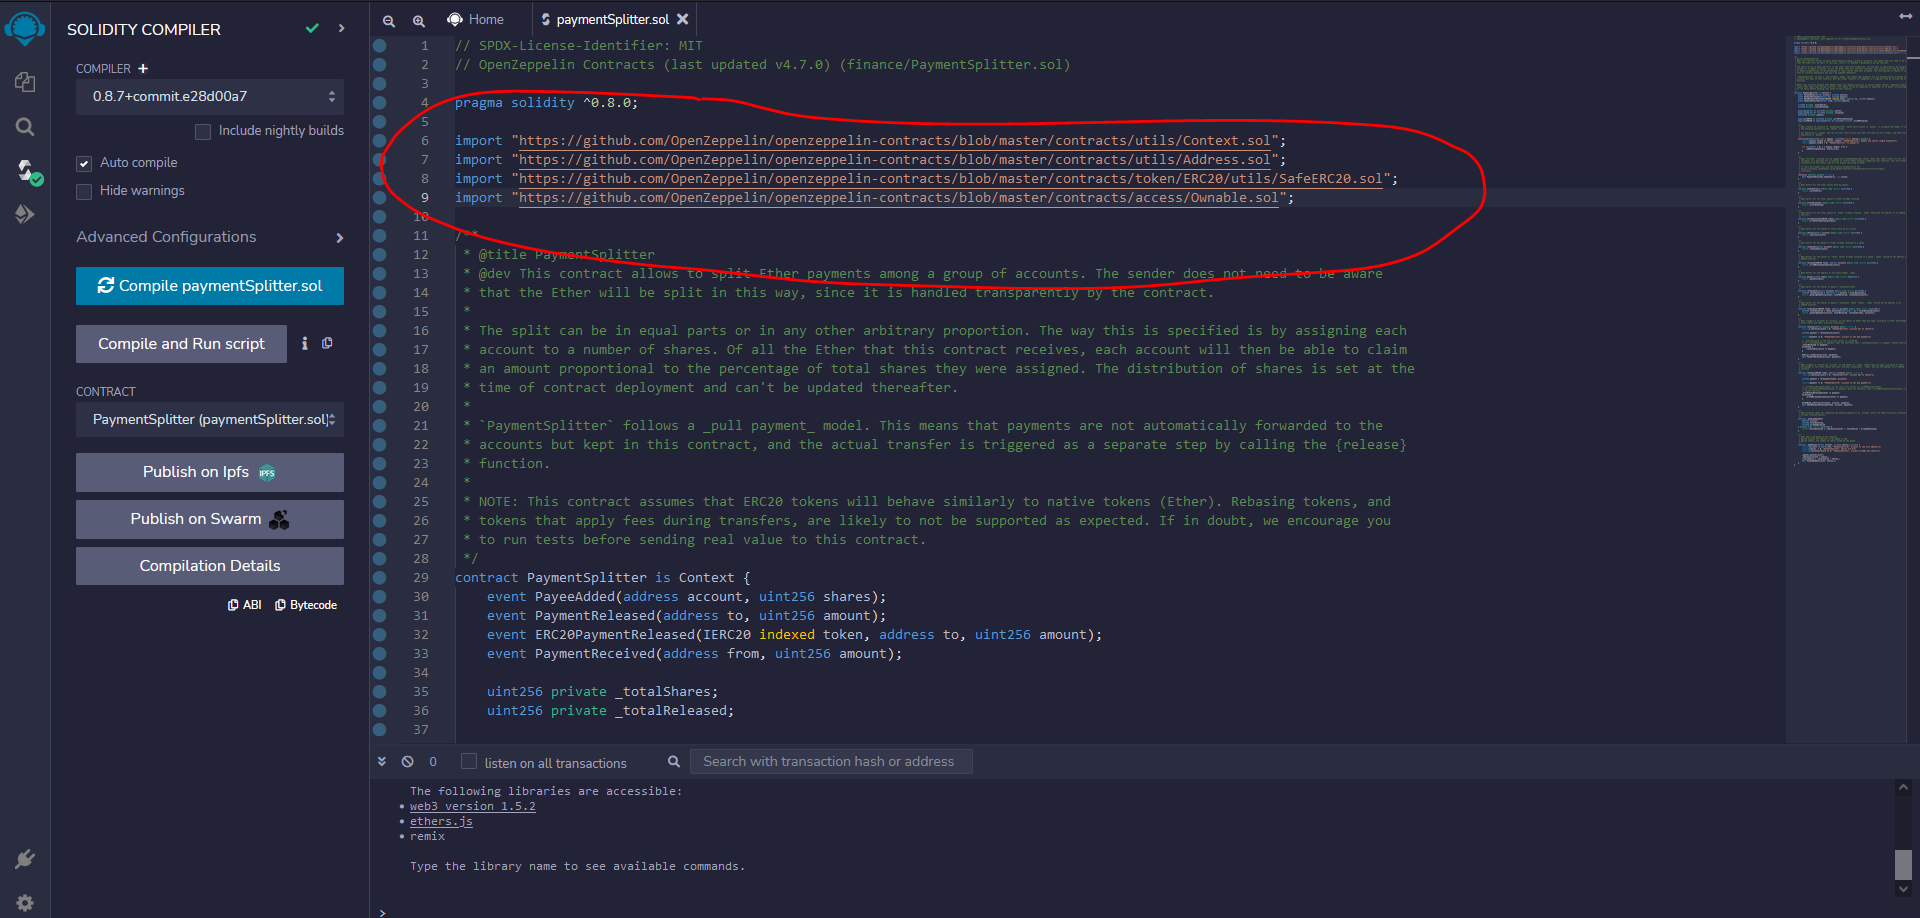 SOLIDITY COMPILER
COMPILER
0.8.7+commit.e28d00a7
Include nightly builds
Auto compile
Hide warnings
Advanced Configurations
Compile paymentSplitter.sol
Compile and Run script
CONTRACT
PaymentSplitter (paymentSplitter.sol)
Publish on Ipfs IPFS
Publish on Swarm
Compilation Details
ABI Bytecode
Home paymentSplitter.sol
1 // SPDX-License-Identifier: MIT
2 // OpenZeppelin Contracts (last updated v4.7.0) (finance/PaymentSplitter.sol)
3
4 pragma solidity ^0.8.0;
5
6 import "https://github.com/OpenZeppelin/openzeppelin-contracts/blob/master/contracts/utils/Context.sol";
7 import "https://github.com/OpenZeppelin/openzeppelin-contracts/blob/master/contracts/utils/Address.sol";
8 import "https://github.com/OpenZeppelin/openzeppelin-contracts/blob/master/contracts/token/ERC20/utils/SafeERC20.sol";
9 import "https://github.com/OpenZeppelin/openzeppelin-contracts/blob/master/contracts/access/Ownable.sol";
10
11 /**
12 * @title PaymentSplitter
13 * @dev This contract allows to split Ether payments among a group of accounts. The sender does not need to be aware
14 * that the Ether will be split in this way, since it is handled transparently by the contract.
15 *
16 * The split can be in equal parts or in any other arbitrary proportion. The way this is specified is by assigning each
17 * account to a number of shares. Of all the Ether that this contract receives, each account will then be able to claim
18 * an amount proportional to the percentage of total shares they were assigned. The distribution of shares is set at the
19 * time of contract deployment and can't be updated thereafter.
20 *
21 * `PaymentSplitter` follows a _pull payment_ model. This means that payments are not automatically forwarded to the
22 * accounts but kept in this contract, and the actual transfer is triggered as a separate step by calling the {release}
23 * function.
24 *
25 * NOTE: This contract assumes that ERC20 tokens will behave similarly to native tokens (Ether). Rebasing tokens, and
26 * tokens that apply fees during transfers, are likely to not be supported as expected. If in doubt, we encourage you
27 * to run tests before sending real value to this contract.
28 */
29 contract PaymentSplitter is Context {
30 event PayeeAdded(address account, uint256 shares);
31 event PaymentReleased(address to, uint256 amount);
32 event ERC20PaymentReleased(IERC20 indexed token, address to, uint256 amount);
33 event PaymentReceived(address from, uint256 amount);
34
35 uint256 private _totalShares;
36 uint256 private _totalReleased;
37
0 listen on all transactions Search with transaction hash or address
The following libraries are accessible:
• web3 version 1.5.2
• ethers.js
• remix
Type the library name to see available commands.
>